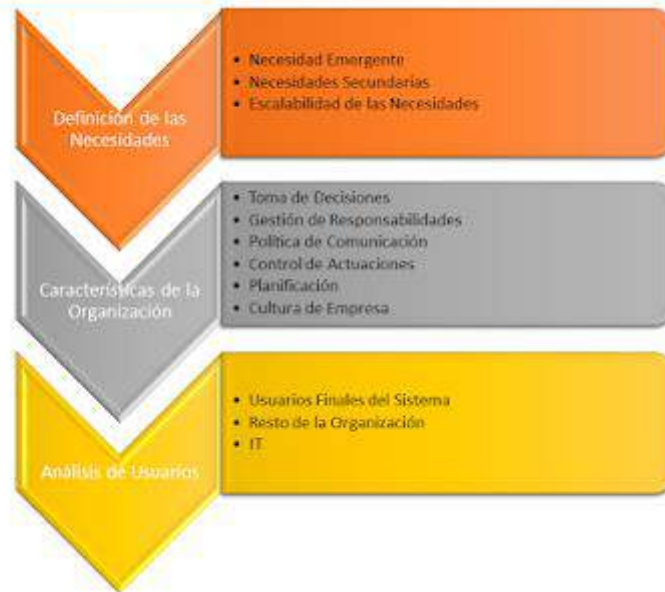 Definición de las
Necesidades
• Necesidad Emergente
• Necesidades Secundarias
• Escalabilidad de las Necesidades
Características de la
Organización
• Toma de Decisiones
• Gestión de Responsabilidades
• Política de Comunicación
• Control de Actuaciones
• Planificación
• Cultura de Empresa
Análisis de Usuarios
• Usuarios Finales del Sistema
• Resto de la Organización
• IT